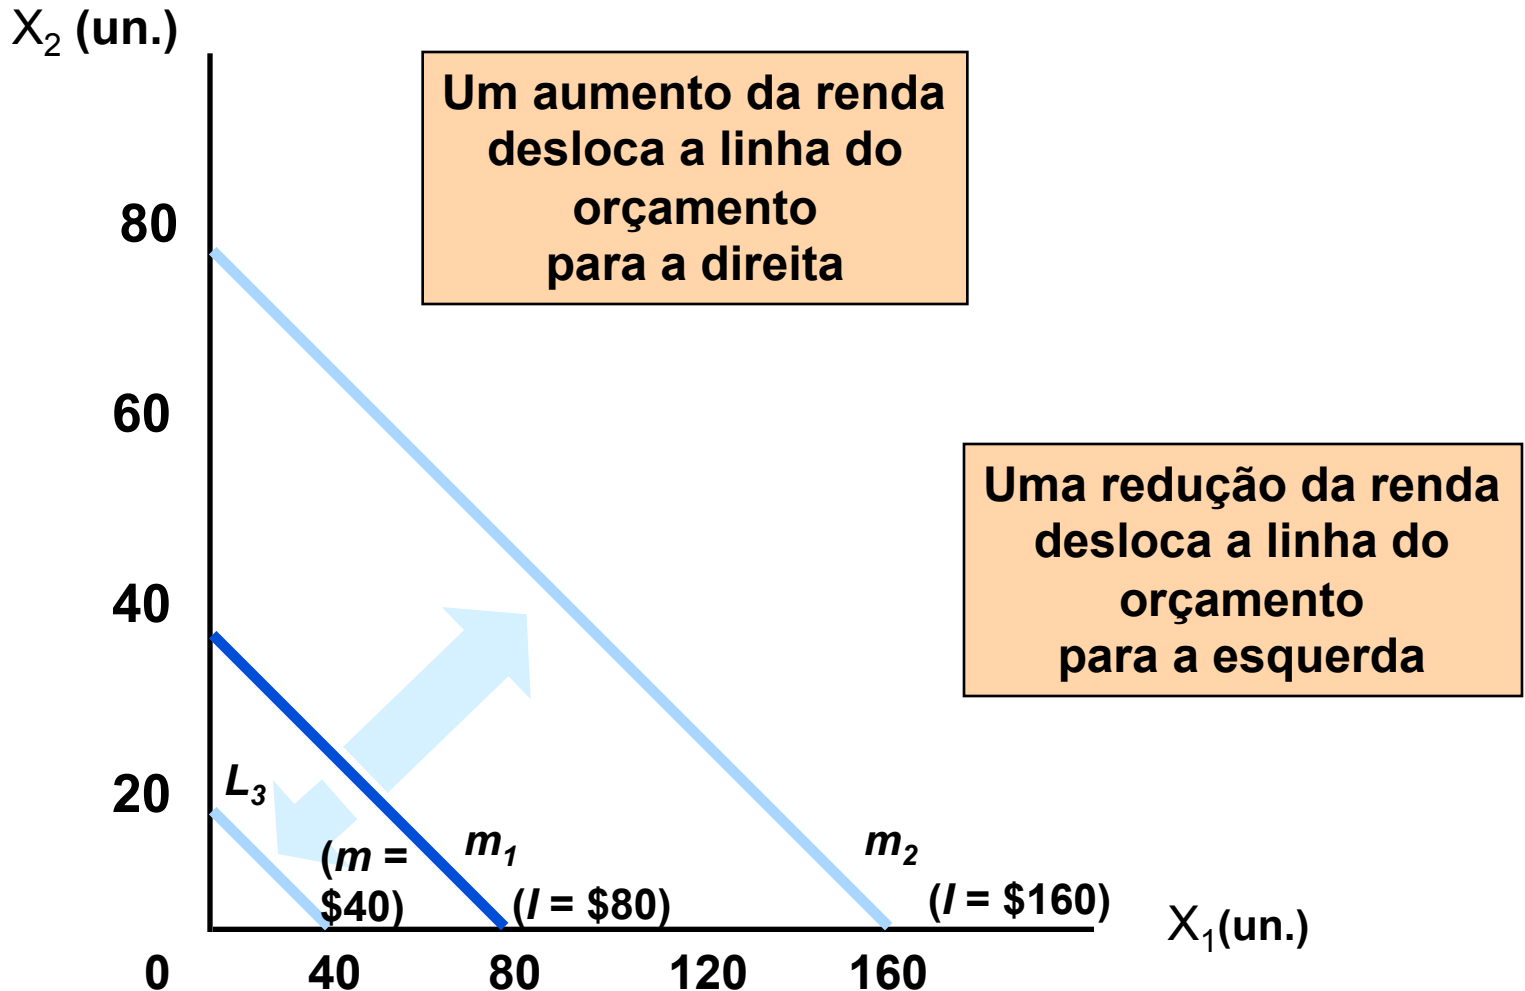 X₂ (un.)
Um aumento da renda
desloca a linha do
orçamento
para a direita
80
60
Uma redução da renda
desloca a linha do
orçamento
para a esquerda
40
20
L₃
(m =
$40)
m₁
(I = $80)
m₂
(I = $160)
X₁(un.)
0 40 80 120 160